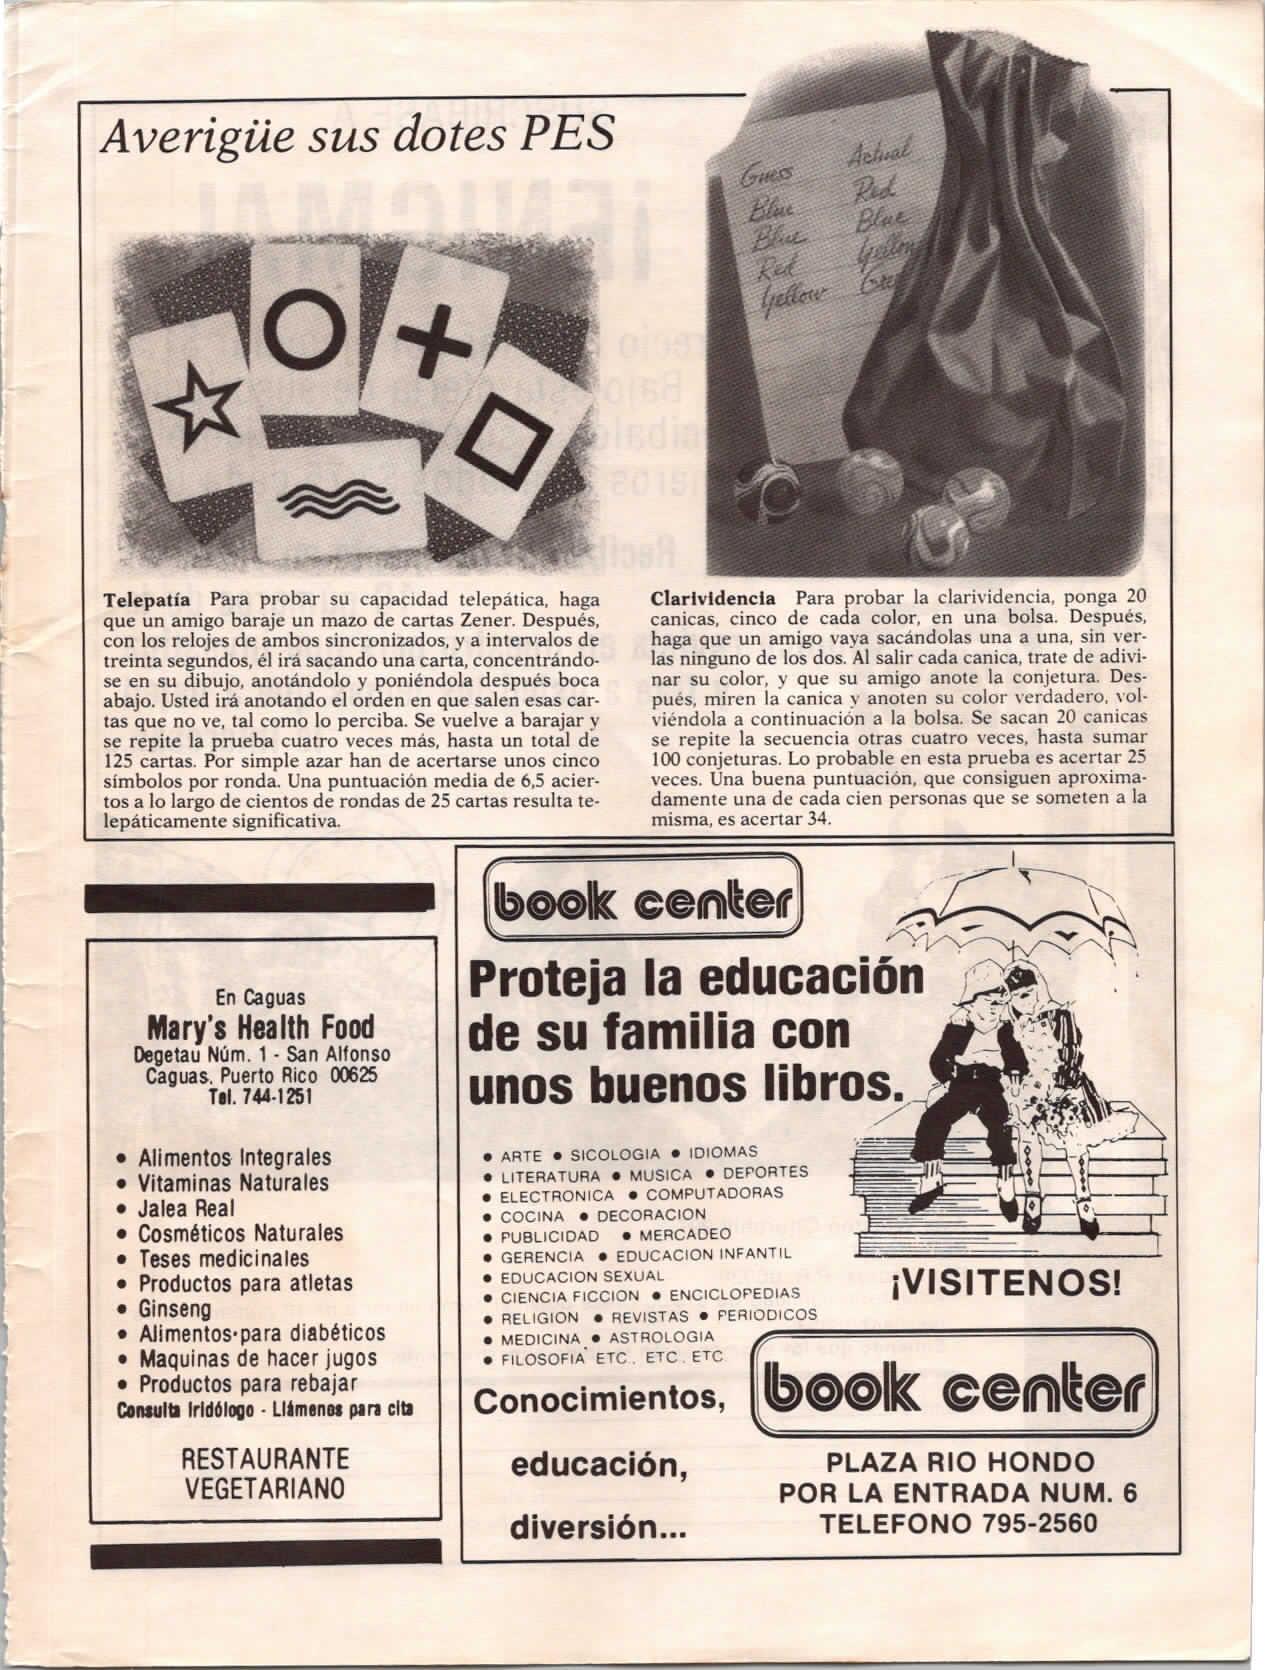 Averigüe sus dotes PES
Guess Actual
Blue Red
Blue Blue
Red Yellow
Yellow
Telepatía Para probar su capacidad telepática, haga
que un amigo baraje un mazo de cartas Zener. Después,
con los relojes de ambos sincronizados, y a intervalos de
treinta segundos, él irá sacando una carta, concentrándo-
se en su dibujo, anotándolo y poniéndola después boca
abajo. Usted irá anotando el orden en que salen esas car-
tas que no ve, tal como lo perciba. Se vuelve a barajar y
se repite la prueba cuatro veces más, hasta un total de
125 cartas. Por simple azar han de acertarse unos cinco
símbolos por ronda. Una puntuación media de 6,5 acier-
tos a lo largo de cientos de rondas de 25 cartas resulta te-
lepáticamente significativa.
Clarividencia Para probar la clarividencia, ponga 20
canicas, cinco de cada color, en una bolsa. Después,
haga que un amigo vaya sacándolas una a una, sin ver-
las ninguno de los dos. Al salir cada canica, trate de adivi-
nar su color, y que su amigo anote la conjetura. Des-
pués, miren la canica y anoten su color verdadero, vol-
viéndola a continuación a la bolsa. Se sacan 20 canicas
se repite la secuencia otras cuatro veces, hasta sumar
100 conjeturas. Lo probable en esta prueba es acertar 25
veces. Una buena puntuación, que consiguen aproxima-
damente una de cada cien personas que se someten a la
misma, es acertar 34.
En Caguas
Mary's Health Food
Degetau Núm. 1 - San Alfonso
Caguas, Puerto Rico 00625
Tel. 744-1251
• Alimentos Integrales
• Vitaminas Naturales
• Jalea Real
• Cosméticos Naturales
• Teses medicinales
• Productos para atletas
• Ginseng
• Alimentos para diabéticos
• Maquinas de hacer jugos
• Productos para rebajar
Consulta Iridólogo - Llámenos para cita
RESTAURANTE
VEGETARIANO
book center
Proteja la educación
de su familia con
unos buenos libros.
• ARTE • SICOLOGIA • IDIOMAS
• LITERATURA • MUSICA • DEPORTES
• ELECTRONICA • COMPUTADORAS
• COCINA • DECORACION
• PUBLICIDAD • MERCADEO
• GERENCIA • EDUCACION INFANTIL
• EDUCACION SEXUAL
• CIENCIA FICCION • ENCICLOPEDIAS
• RELIGION • REVISTAS • PERIODICOS
• MEDICINA • ASTROLOGIA
• FILOSOFIA ETC., ETC., ETC.
¡VISITENOS!
Conocimientos,
educación,
diversión...
book center
PLAZA RIO HONDO
POR LA ENTRADA NUM. 6
TELEFONO 795-2560